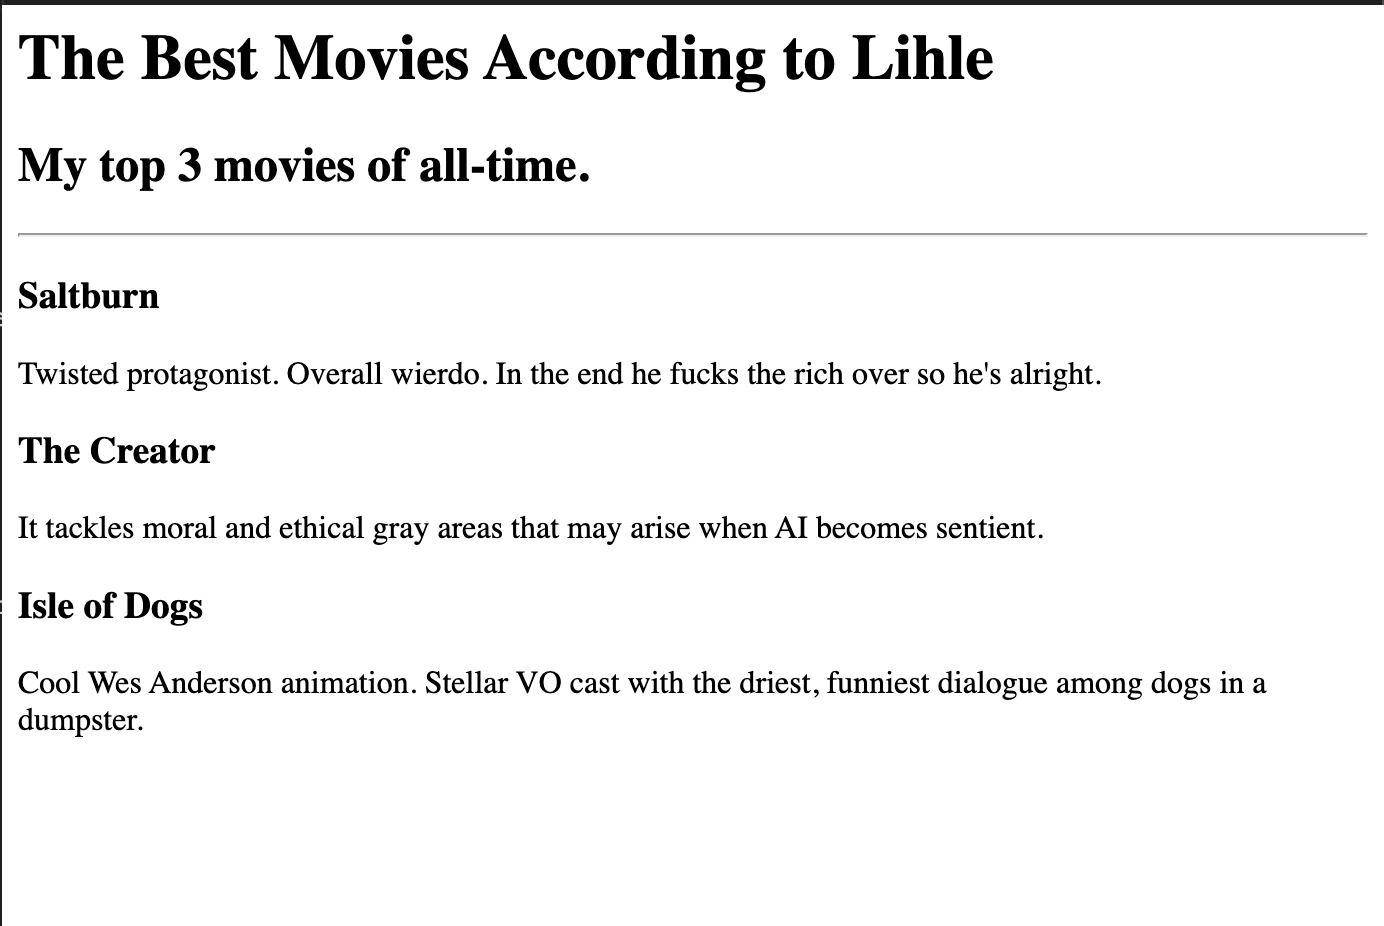 The Best Movies According to Lihle
My top 3 movies of all-time.
Saltburn
Twisted protagonist. Overall wierdo. In the end he fucks the rich over so he's alright.
The Creator
It tackles moral and ethical gray areas that may arise when AI becomes sentient.
Isle of Dogs
Cool Wes Anderson animation. Stellar VO cast with the driest, funniest dialogue among dogs in a
dumpster.